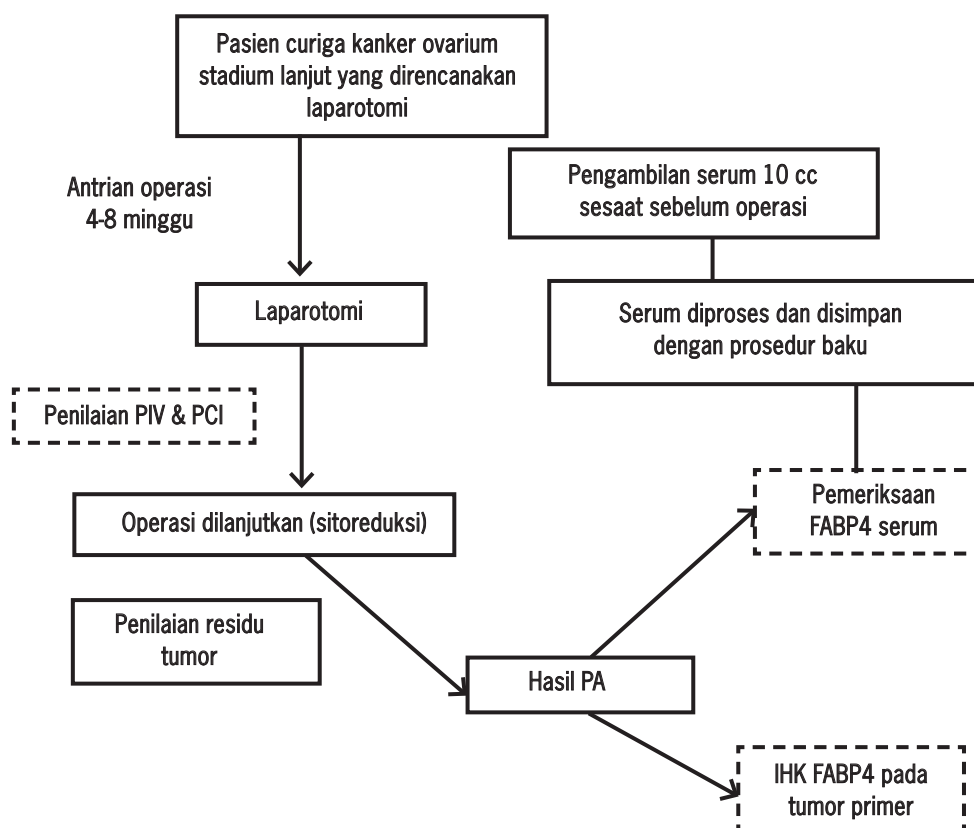 Pasien curiga kanker ovarium
stadium lanjut yang direncanakan
laparotomi
Antrian operasi
4-8 minggu
Pengambilan serum 10 cc
sesaat sebelum operasi
Laparotomi
Serum diproses dan disimpan
dengan prosedur baku
Penilaian PIV & PCI
Operasi dilanjutkan (sitoreduksi)
Pemeriksaan
FABP4 serum
Penilaian residu
tumor
Hasil PA
IHK FABP4 pada
tumor primer